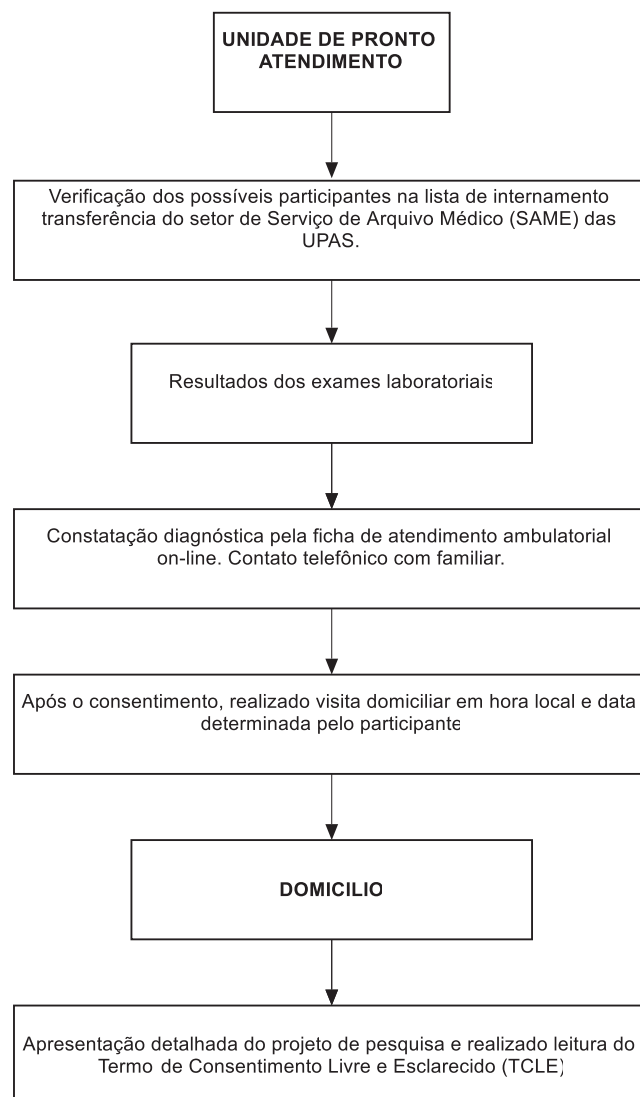 UNIDADE DE PRONTO
ATENDIMENTO
Verificação dos possíveis participantes na lista de internamento
transferência do setor de Serviço de Arquivo Médico (SAME) das
UPAS.
Resultados dos exames laboratoriais
Constatação diagnóstica pela ficha de atendimento ambulatorial
on-line. Contato telefônico com familiar.
Após o consentimento, realizado visita domiciliar em hora local e data
determinada pelo participante
DOMICILIO
Apresentação detalhada do projeto de pesquisa e realizado leitura do
Termo de Consentimento Livre e Esclarecido (TCLE)